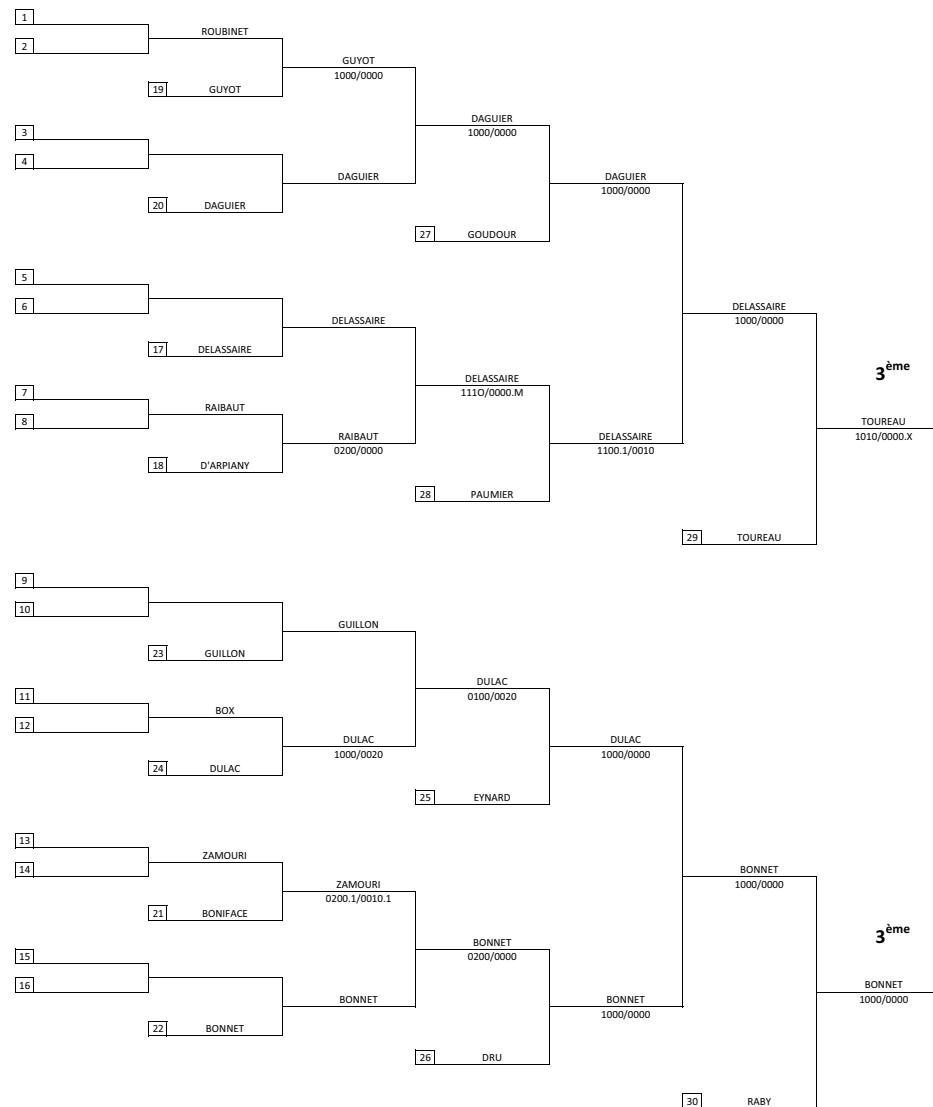 1
ROUBINET
2
GUYOT
1000/0000
19 GUYOT
DAGUIER
1000/0000
3
4
DAGUIER
DAGUIER
1000/0000
20 DAGUIER
27 GOUDOUR
5
6
DELASSAIRE
DELASSAIRE
1000/0000
17 DELASSAIRE
3ème
DELASSAIRE
111O/0000.M
7
RAIBAUT
8
TOUREAU
1010/0000.X
RAIBAUT
0200/0000
DELASSAIRE
1100.1/0010
18 D'ARPIANY
28 PAUMIER
29 TOUREAU
9
10
GUILLON
23 GUILLON
DULAC
0100/0020
11
BOX
12
DULAC
1000/0020
DULAC
1000/0000
24 DULAC
25 EYNARD
13
ZAMOURI
14
BONNET
1000/0000
ZAMOURI
0200.1/0010.1
21 BONIFACE
3ème
BONNET
0200/0000
15
16
BONNET
1000/0000
BONNET
BONNET
1000/0000
22 BONNET
26 DRU
30 RABY